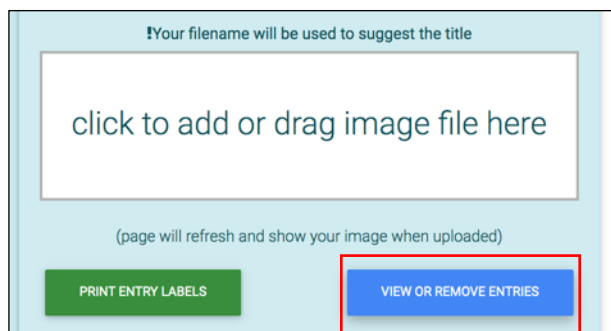 !Your filename will be used to suggest the title
click to add or drag image file here
(page will refresh and show your image when uploaded)
PRINT ENTRY LABELS
VIEW OR REMOVE ENTRIES